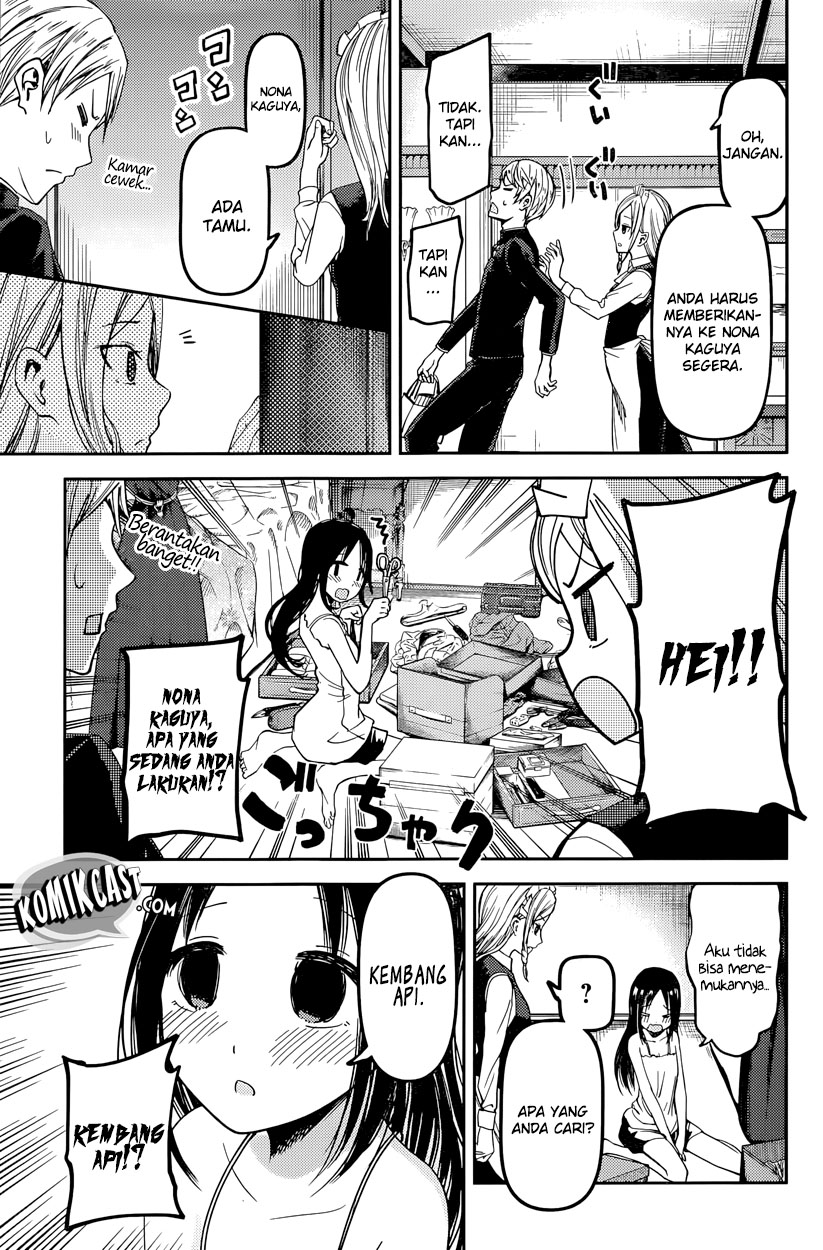 OH,
JANGAN.
ANDA HARUS
MEMBERIKAN-
NYA KE NONA
KAGUYA
SEGERA.
TIDAK.
TAPI
KAN...
TAPI
KAN
...
ぐい
ぐい
NONA
KAGUYA,
ADA
TAMU.
コン
コン
Kamar
cewek...
HEI!!
Berantakan
banget!!
NONA
KAGUYA,
APA YANG
SEDANG ANDA
LAKUKAN!?
ごっちゃり
Aku tidak
bisa mene-
mukannya...
?
APA YANG
ANDA CARI?
KEMBANG
API.
KEMBANG
API!?
KOMIKCAST
.COM